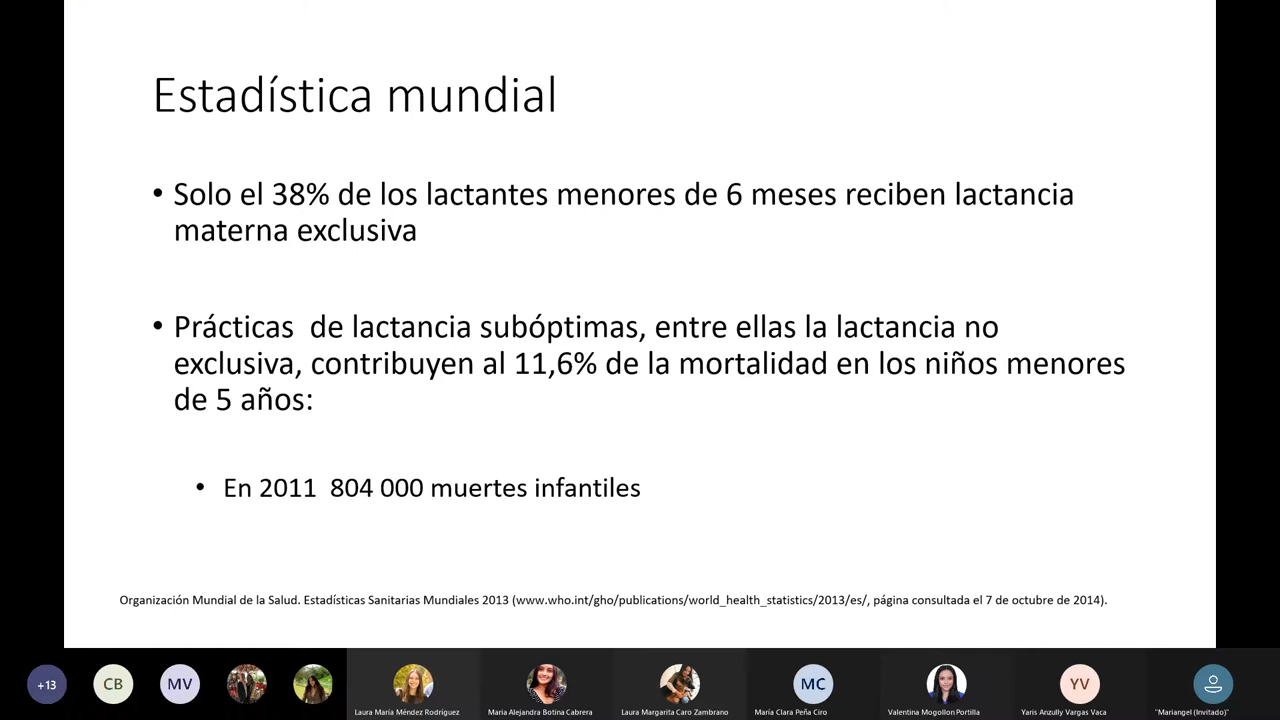 Estadística mundial
• Solo el 38% de los lactantes menores de 6 meses reciben lactancia
materna exclusiva
• Prácticas  de lactancia subóptimas, entre ellas la lactancia no
exclusiva, contribuyen al 11,6% de la mortalidad en los niños menores
de 5 años:
• En 2011  804 000 muertes infantiles
Organización Mundial de la Salud. Estadísticas Sanitarias Mundiales 2013 (www.who.int/gho/publications/world_health_statistics/2013/es/, página consultada el 7 de octubre de 2014).
+13
CB
MV
MC
YV
Laura María Méndez Rodríguez
Maria Alejandra Botina Cabrera
Laura Margarita Caro Zambrano
María Clara Peña Ciro
Valentina Mogollon Portilla
Yaris Anzully Vargas Vaca
"Mariangel (Invitado)"